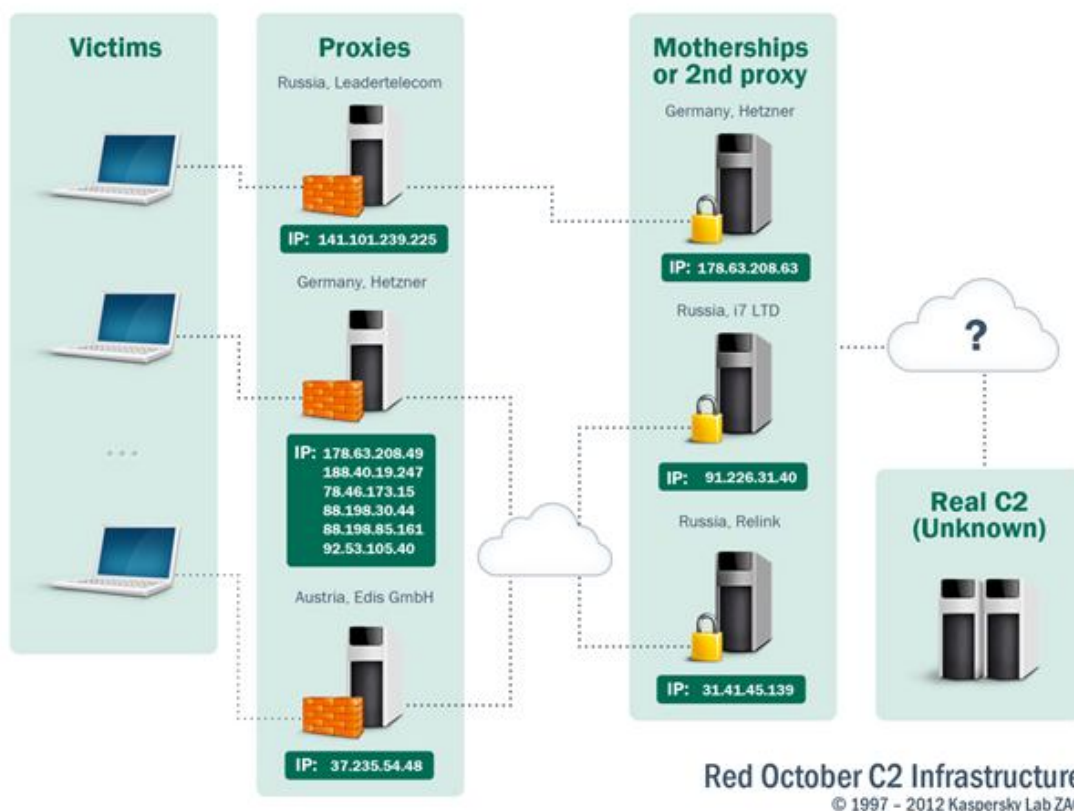 Victims
...
Proxies
Russia, Leadertelecom
IP: 141.101.239.225
Germany, Hetzner
IP: 178.63.208.49
188.40.19.247
78.46.173.15
88.198.30.44
88.198.85.161
92.53.105.40
Austria, Edis GmbH
IP: 37.235.54.48
Motherships
or 2nd proxy
Germany, Hetzner
IP: 178.63.208.63
Russia, i7 LTD
IP: 91.226.31.40
Russia, Relink
IP: 31.41.45.139
?
Real C2
(Unknown)
Red October C2 Infrastructure
© 1997 – 2012 Kaspersky Lab ZAO